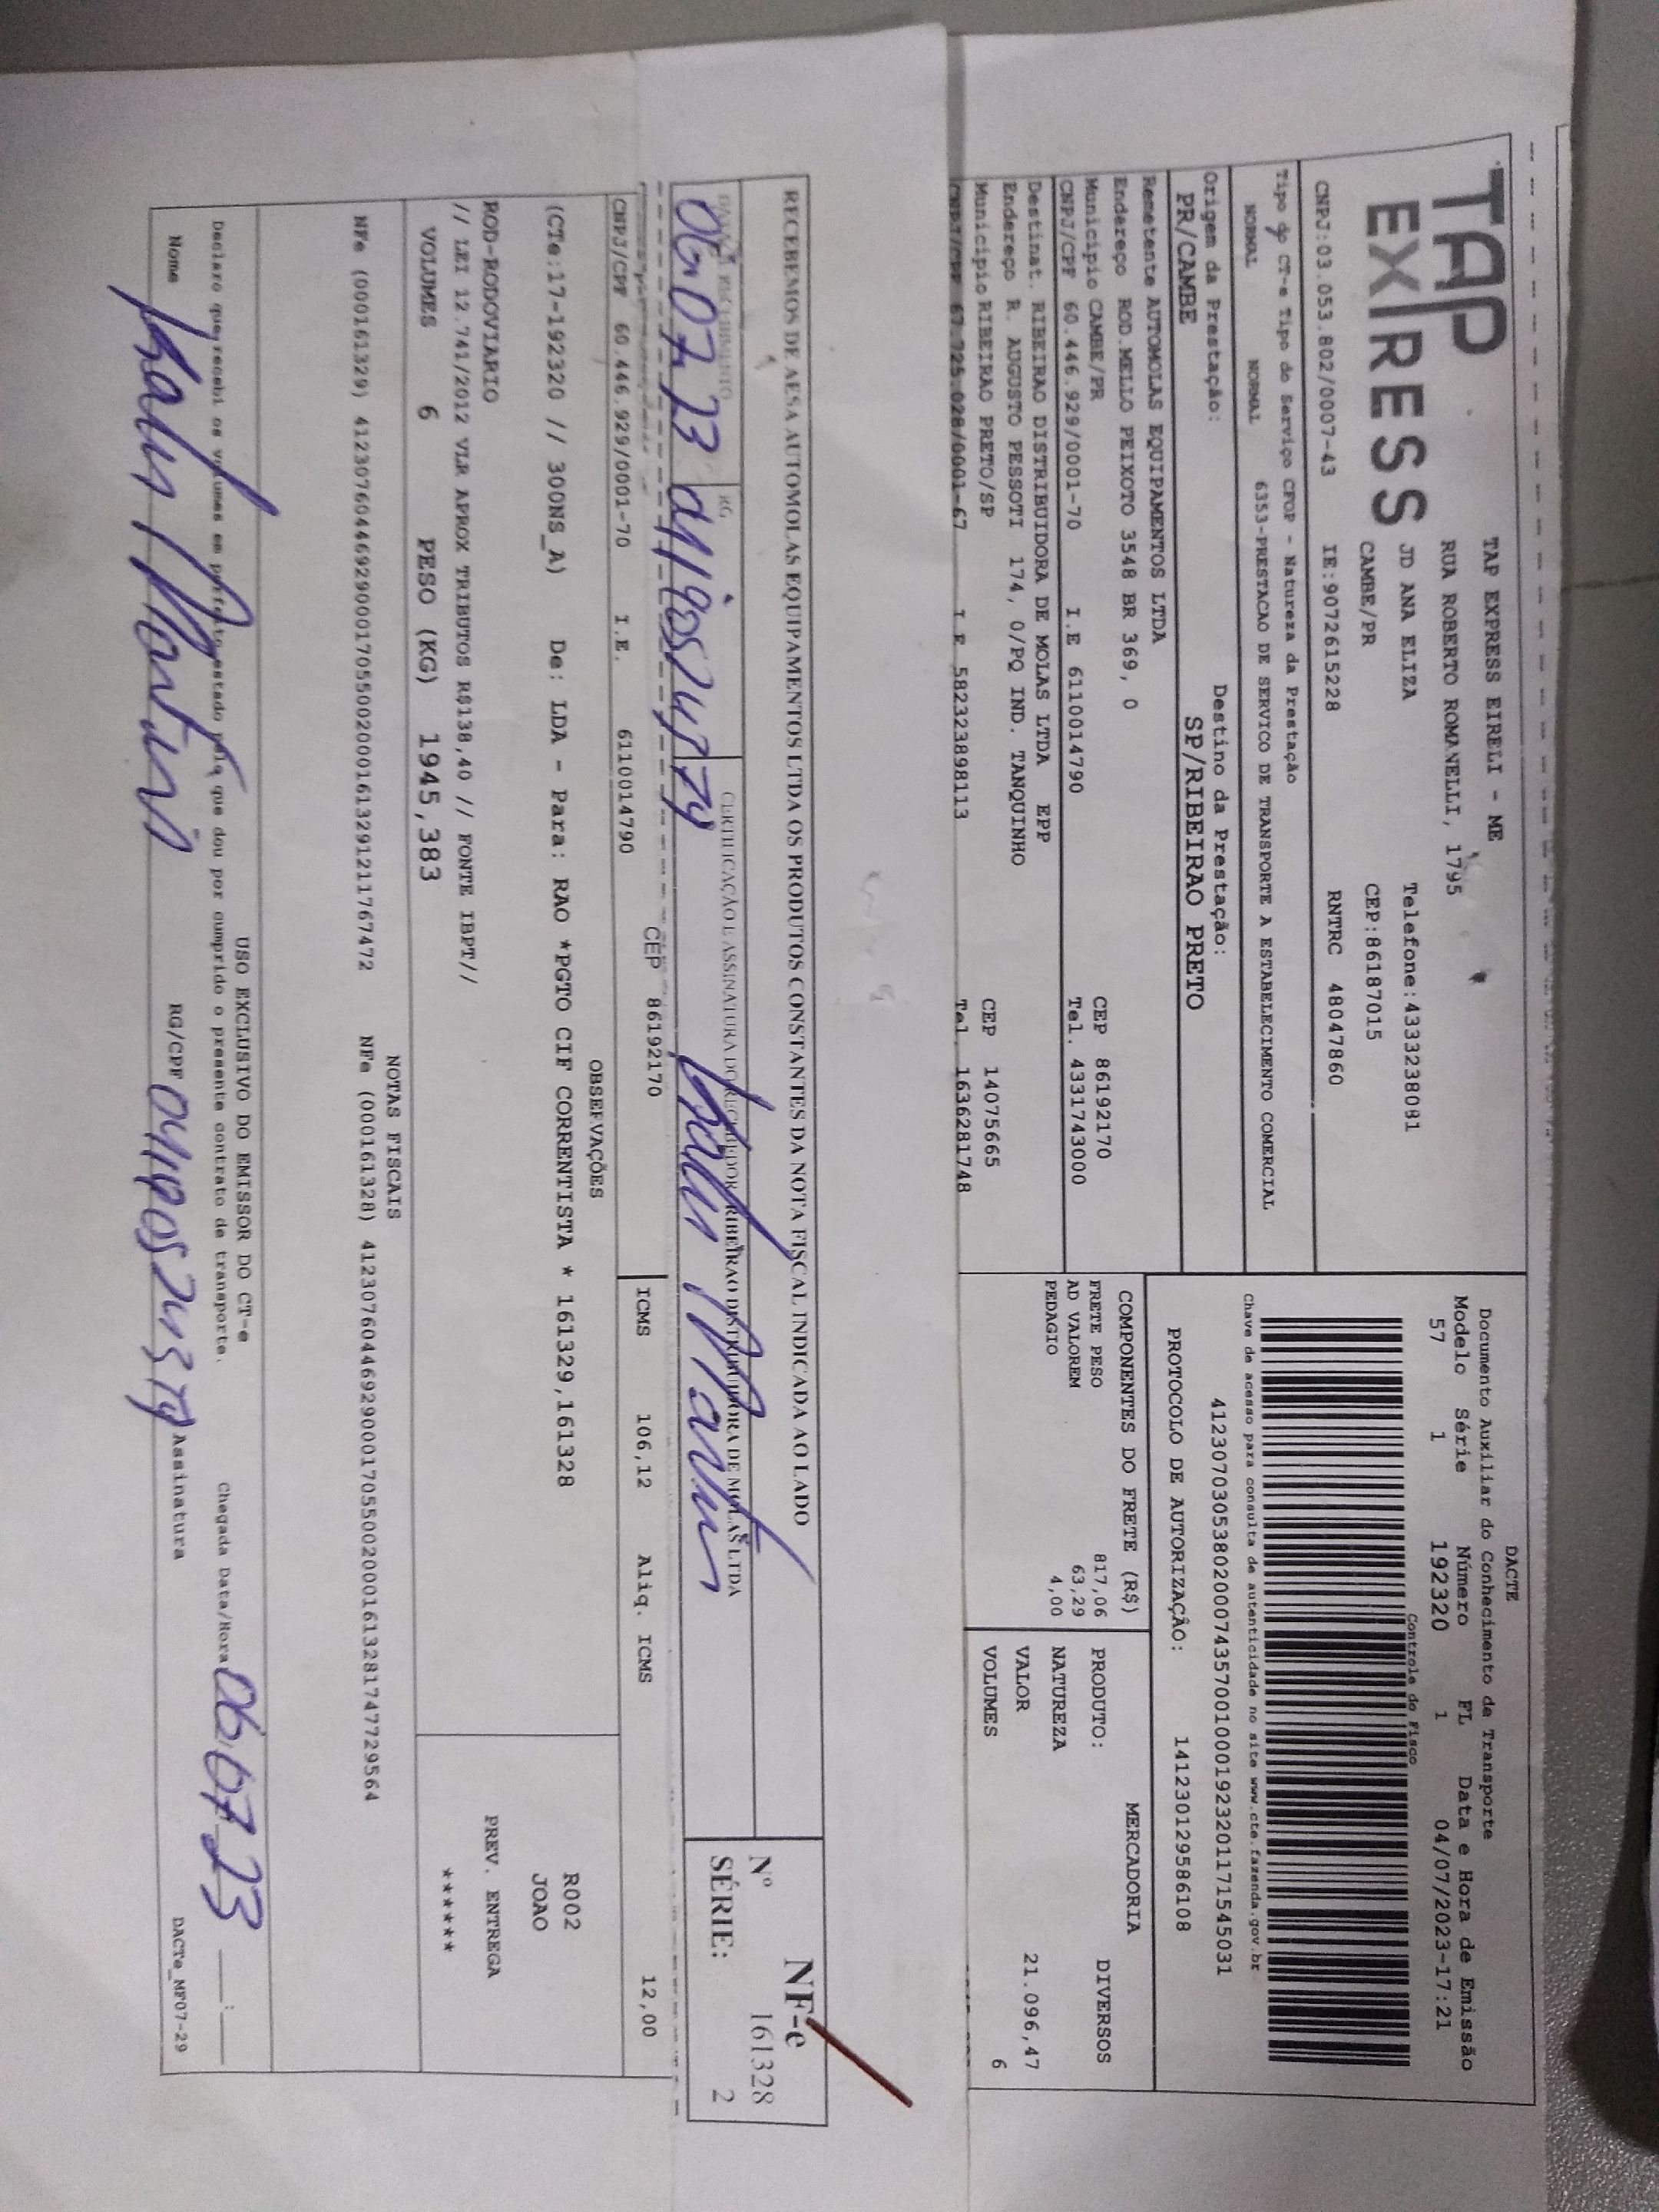 TAP EXPRESS
TAP EXPRESS EIRELI - ME
RUA ROBERTO ROMANELLI, 1795
JD ANA ELIZA Telefone:4333238081
CAMBE/PR CEP:86187015
CNPJ:03.053.802/0007-43 IE:9072615228 RNTRC 48047860
Tipo do CT-e Tipo do Serviço CFOP - Natureza da Prestação
NORMAL NORMAL 6353-PRESTACAO DE SERVICO DE TRANSPORTE A ESTABELECIMENTO COMERCIAL
Origem da Prestação: Destino da Prestação:
PR/CAMBE SP/RIBEIRAO PRETO
Remetente AUTOMOLAS EQUIPAMENTOS LTDA
Endereço ROD.MELLO PEIXOTO 3548 BR 369, 0
Municipio CAMBE/PR CEP 86192170
CNPJ/CPF 60.446.929/0001-70 I.E 6110014790 Tel. 4331743000
Destinat. RIBEIRAO DISTRIBUIDORA DE MOLAS LTDA EPP
Endereço R. AUGUSTO PESSOTI 174, 0/PQ IND. TANQUINHO
Municipio RIBEIRAO PRETO/SP CEP 14075665
CNPJ/CPF 67.725.028/0001-67 I.E 582323898113 Tel. 1636281748
DACTE
Documento Auxiliar do Conhecimento de Transporte
Modelo Série Número FL Data e Hora de Emissão
57 1 192320 1 04/07/2023-17:21
Controle do Fisco
Chave de acesso para consulta de autenticidade no site www.cte.fazenda.gov.br
41230703053802000743570010001923201171545031
PROTOCOLO DE AUTORIZAÇÃO: 141230129586108
COMPONENTES DO FRETE (R$)
FRETE PESO 817,06
AD VALOREM 63,29
PEDAGIO 4,00
MERCADORIA
PRODUTO: DIVERSOS
NATUREZA
VALOR 21.096,47
VOLUMES 6
RECEBEMOS DE AESA AUTOMOLAS EQUIPAMENTOS LTDA OS PRODUTOS CONSTANTES DA NOTA FISCAL INDICADA AO LADO
RG CERTIFICAÇÃO E ASSINATURA DO RECEBEDOR RIBEIRAO DISTRIBUIDORA DE MOLAS LTDA
06.07.23
NF-e
Nº 161328
SÉRIE: 2
CEP 86192170
CNPJ/CPF 60.446.929/0001-70 I.E. 6110014790
ICMS 106,12 Aliq. ICMS 12,00
OBSERVAÇÕES
(CTe:17-192320 // 300NS_A) De: LDA - Para: RAO *PGTO CIF CORRENTISTA * 161329,161328
ROD-RODOVIARIO
// LEI 12.741/2012 VLR APROX TRIBUTOS R$138,40 // FONTE IBPT//
VOLUMES 6 PESO (KG) 1945,383
R002
JOAO
PREV. ENTREGA
*******
NOTAS FISCAIS
NFe (000161329) 41230760446929000170550020001613291211767472 NFe (000161328) 41230760446929000170550020001613281747729564
USO EXCLUSIVO DO EMISSOR DO CT-e
Declaro que recebi os volumes em perfeito estado pelo que dou por cumprido o presente contrato de transporte. Chegada Data/Hora 06.07.23 :
Nome RG/CPF Assinatura DACTe_MF07-29